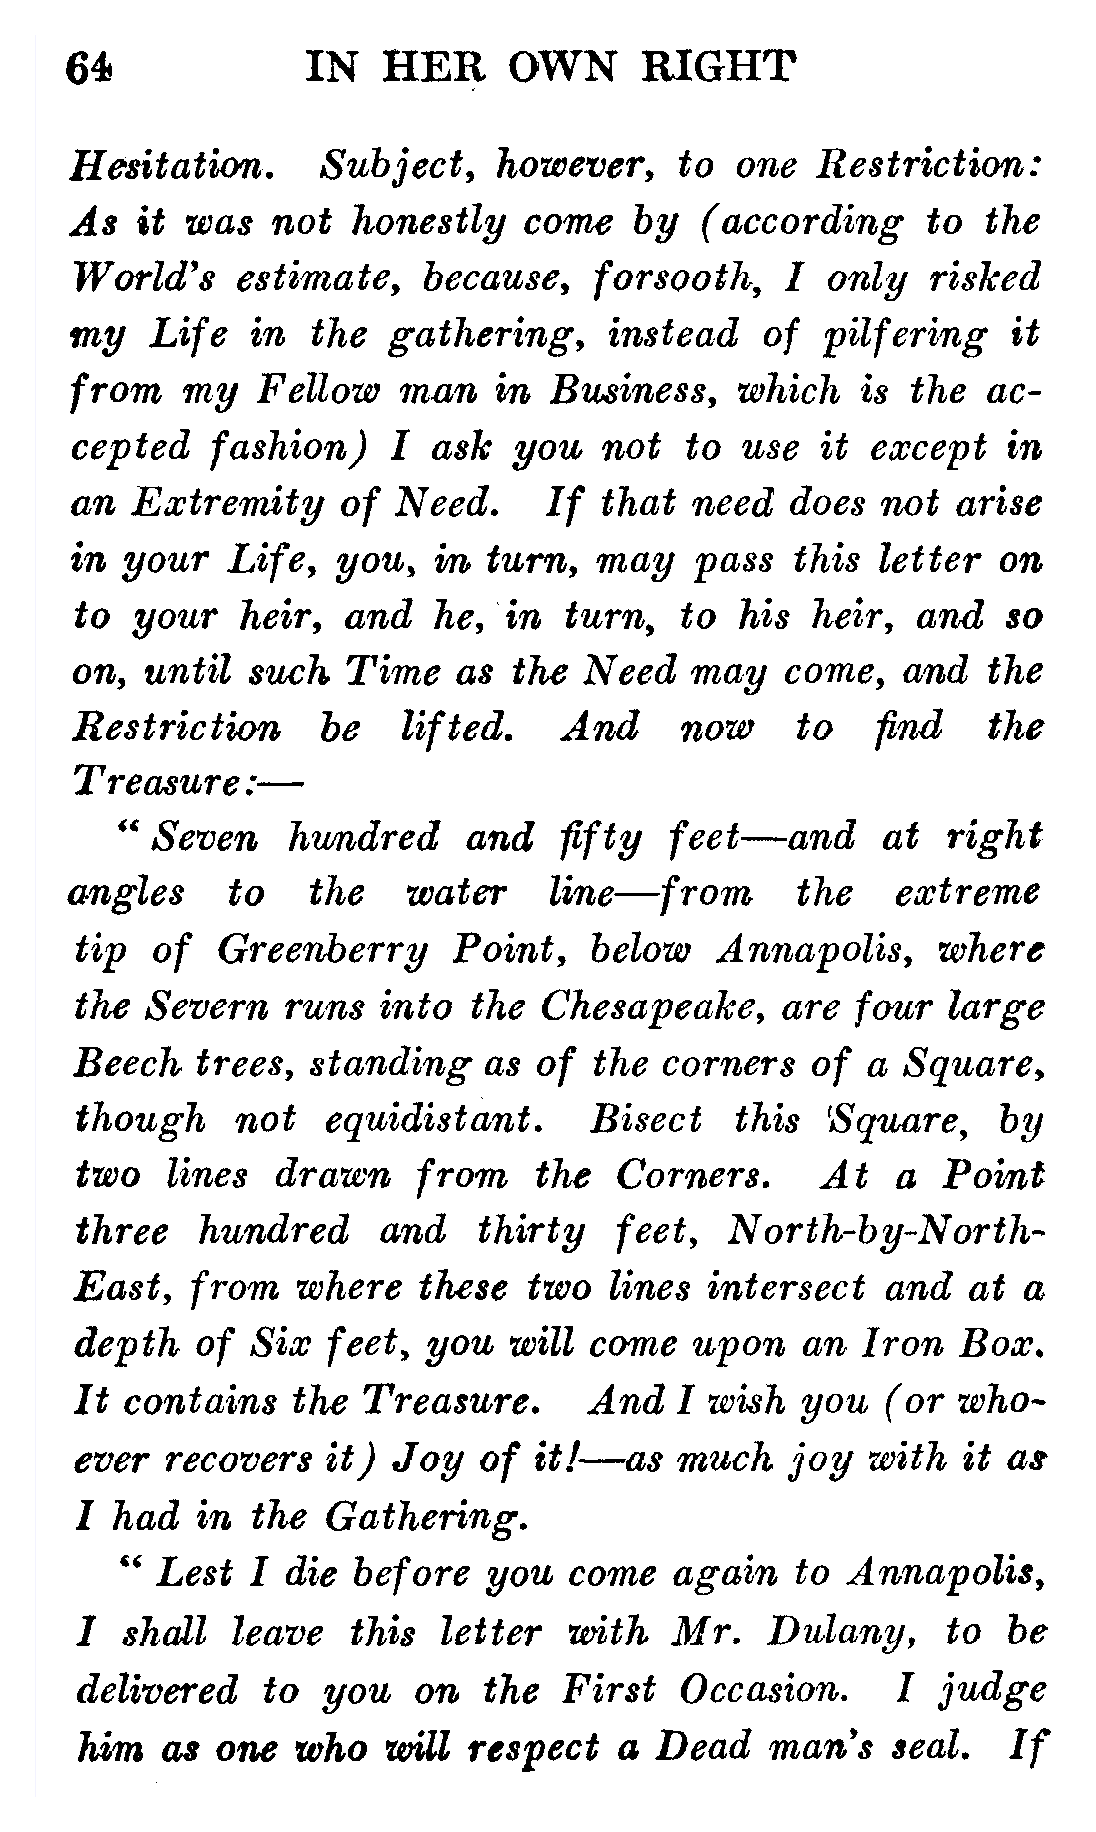 64 IN HER OWN RIGHT
Hesitation. Subject, however, to one Restriction:
As it was not honestly come by (according to the
World's estimate, because, forsooth, I only risked
my Life in the gathering, instead of pilfering it
from my Fellow man in Business, which is the ac-
cepted fashion) I ask you not to use it except in
an Extremity of Need. If that need does not arise
in your Life, you, in turn, may pass this letter on
to your heir, and he, in turn, to his heir, and so
on, until such Time as the Need may come, and the
Restriction be lifted. And now to find the
Treasure:—
“Seven hundred and fifty feet—and at right
angles to the water line—from the extreme
tip of Greenberry Point, below Annapolis, where
the Severn runs into the Chesapeake, are four large
Beech trees, standing as of the corners of a Square,
though not equidistant. Bisect this Square, by
two lines drawn from the Corners. At a Point
three hundred and thirty feet, North-by-North-
East, from where these two lines intersect and at a
depth of Six feet, you will come upon an Iron Box.
It contains the Treasure. And I wish you (or who-
ever recovers it) Joy of it!—as much joy with it as
I had in the Gathering.
“Lest I die before you come again to Annapolis,
I shall leave this letter with Mr. Dulany, to be
delivered to you on the First Occasion. I judge
him as one who will respect a Dead man's seal. If